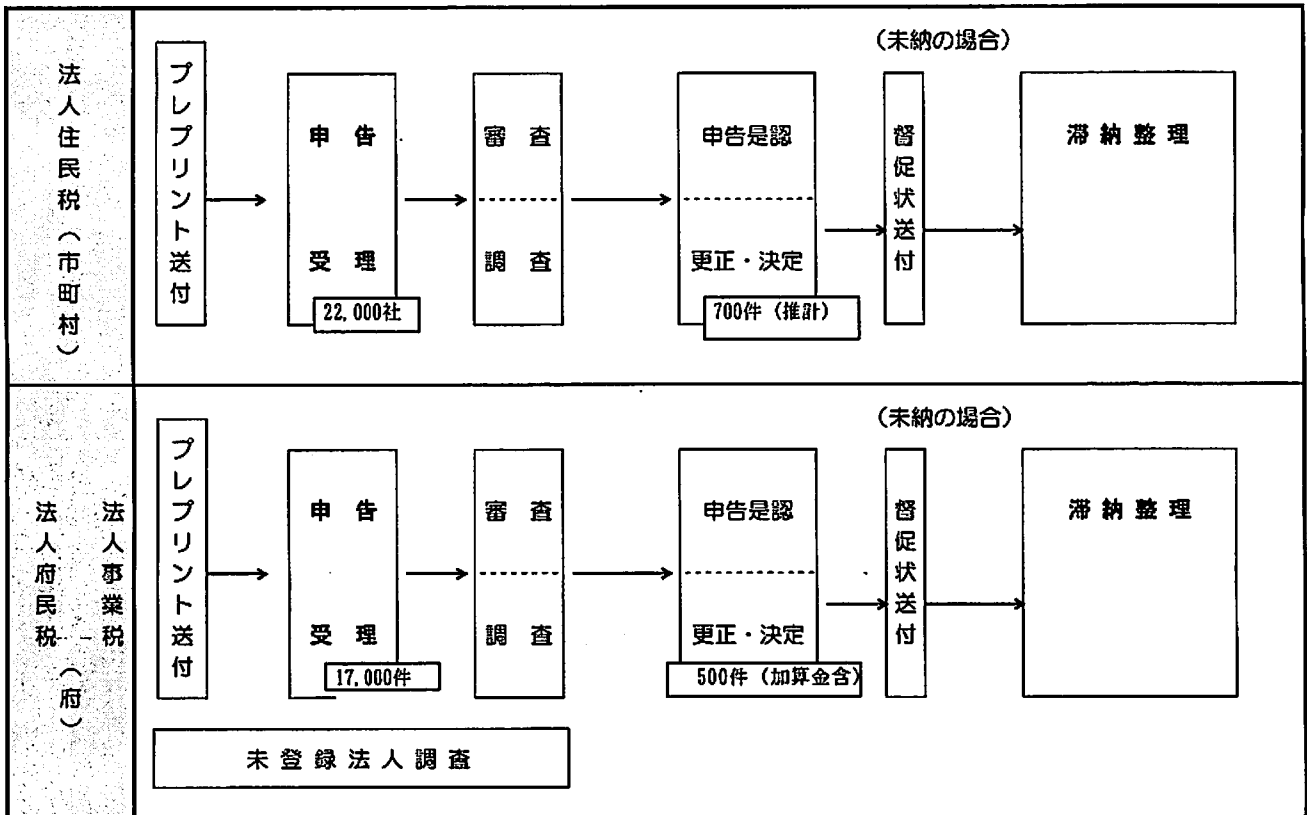 法人住民税（市町村）
プレプリント送付
申告
受理
22,000社
審査
調査
申告是認
更正・決定
700件（推計）
（未納の場合）
督促状送付
滞納整理
法人事業税
法人府民税（府）
プレプリント送付
申告
受理
17,000件
審査
調査
申告是認
更正・決定
500件（加算金含）
（未納の場合）
督促状送付
滞納整理
未登録法人調査